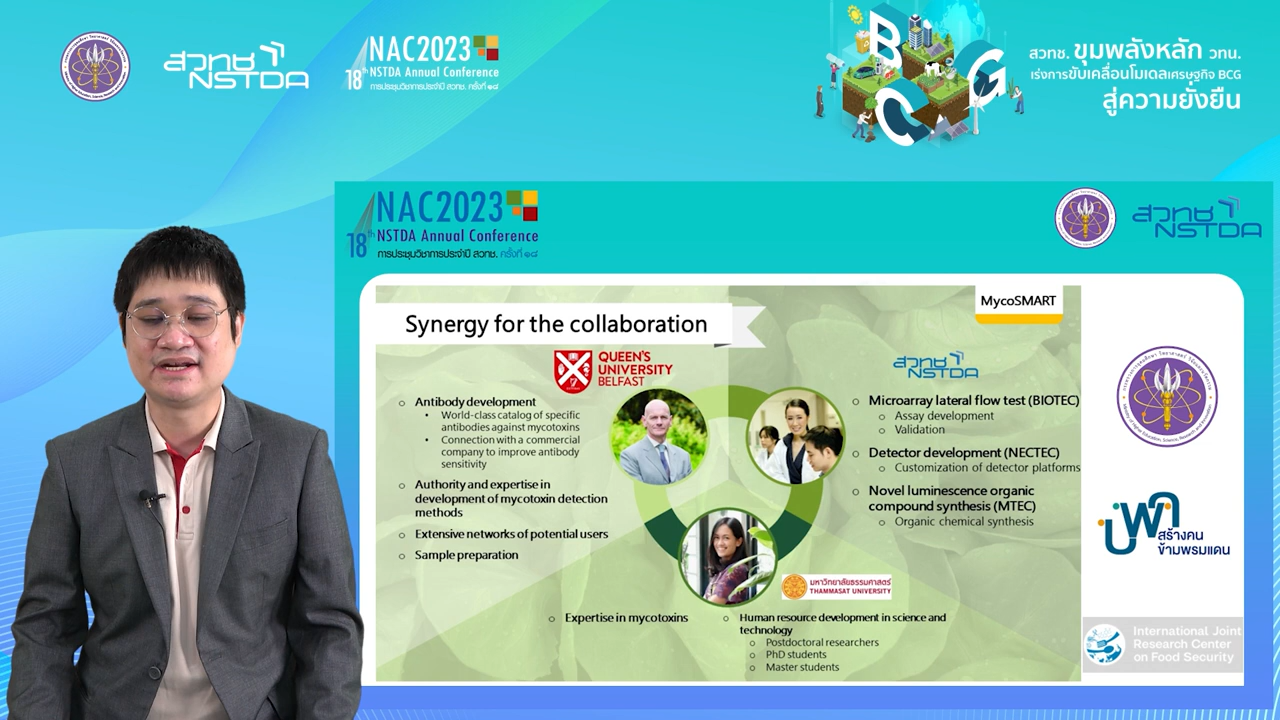 สวทช
NSTDA
NAC2023
18th NSTDA Annual Conference
การประชุมวิชาการประจำปี สวทช. ครั้งที่ ๑๘
BCG
สวทช. ขุมพลังหลัก วทน.
เร่งการขับเคลื่อนโมเดลเศรษฐกิจ BCG
สู่ความยั่งยืน
NAC2023
18th NSTDA Annual Conference
การประชุมวิชาการประจำปี สวทช. ครั้งที่ ๑๘
สวทช
NSTDA
MycoSMART
Synergy for the collaboration
QUEEN'S
UNIVERSITY
BELFAST
สวทช
NSTDA
○ Antibody development
• World-class catalog of specific
antibodies against mycotoxins
• Connection with a commercial
company to improve antibody
sensitivity
○ Authority and expertise in
development of mycotoxin detection
methods
○ Extensive networks of potential users
○ Sample preparation
○ Microarray lateral flow test (BIOTEC)
○ Assay development
○ Validation
○ Detector development (NECTEC)
○ Customization of detector platforms
○ Novel luminescence organic
compound synthesis (MTEC)
○ Organic chemical synthesis
มหาวิทยาลัยธรรมศาสตร์
THAMMASAT UNIVERSITY
○ Expertise in mycotoxins
○ Human resource development in science and
technology
○ Postdoctoral researchers
○ PhD students
○ Master students
บพค
สร้างคน
ข้ามพรมแดน
International Joint
Research Center
on Food Security